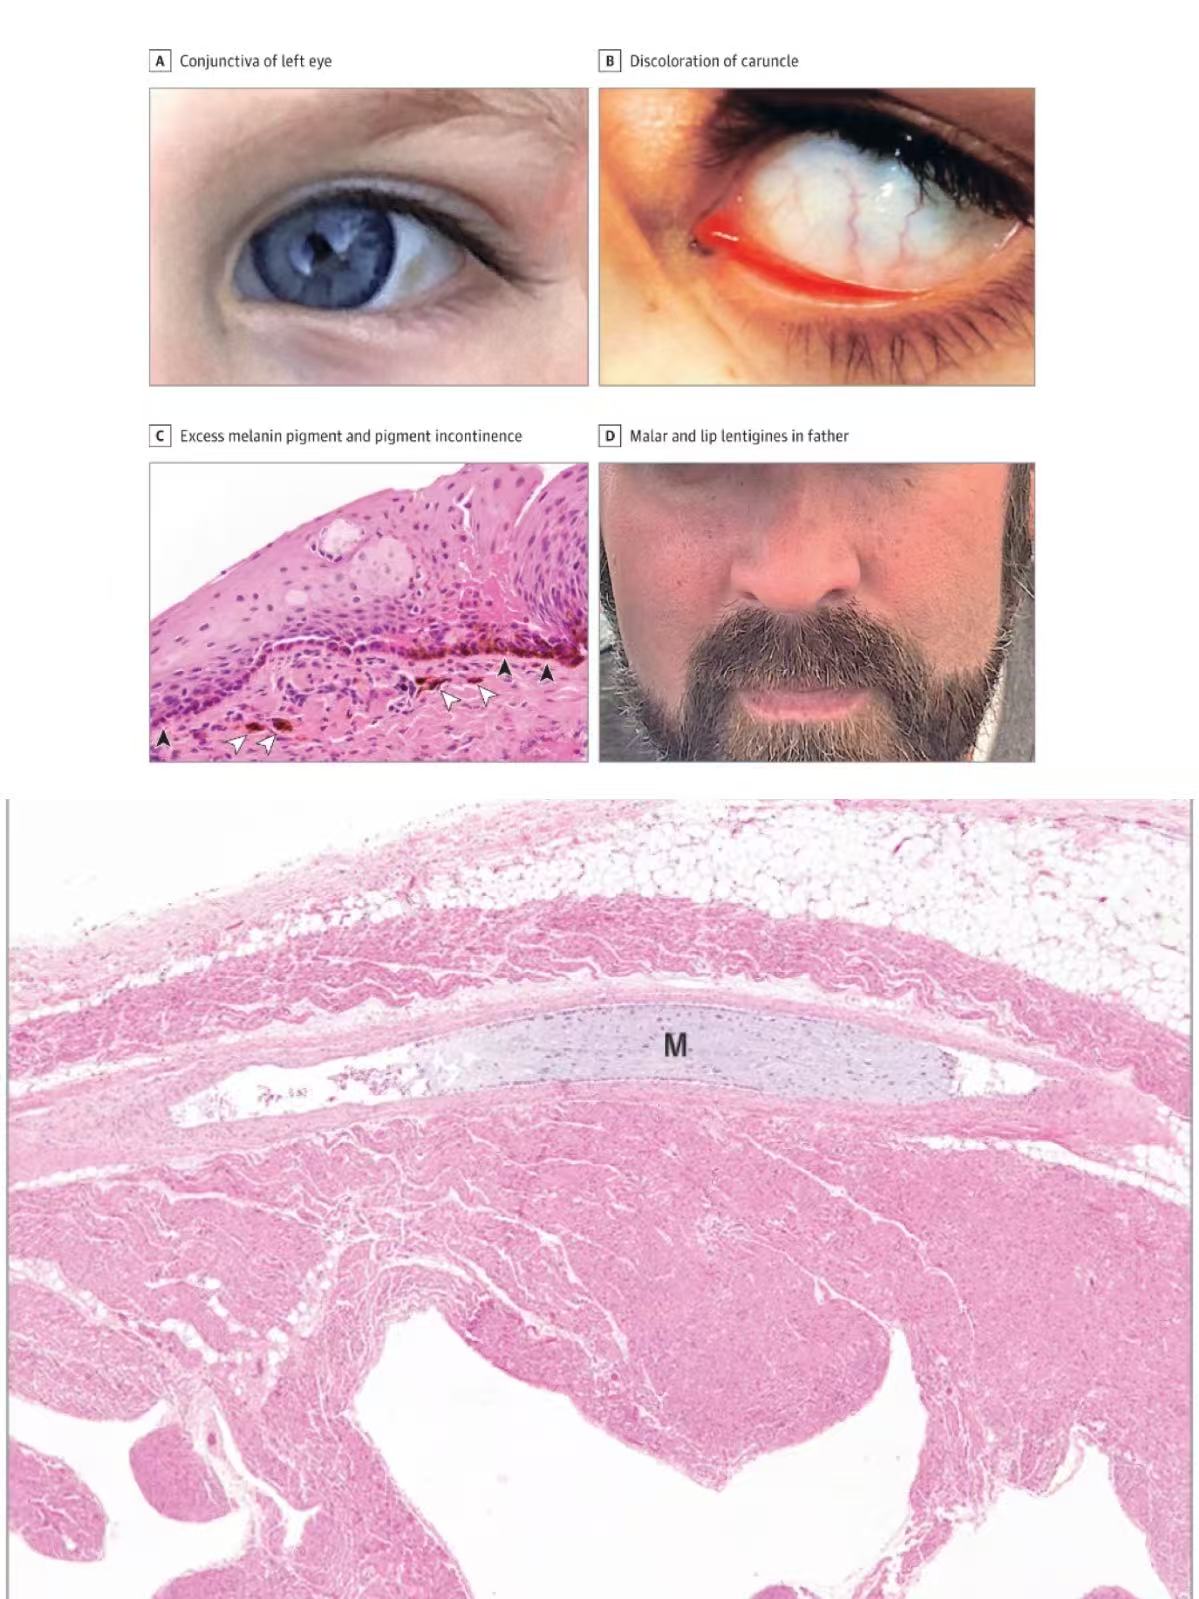 A Conjunctiva of left eye
B Discoloration of caruncle
C Excess melanin pigment and pigment incontinence
D Malar and lip lentigines in father
M